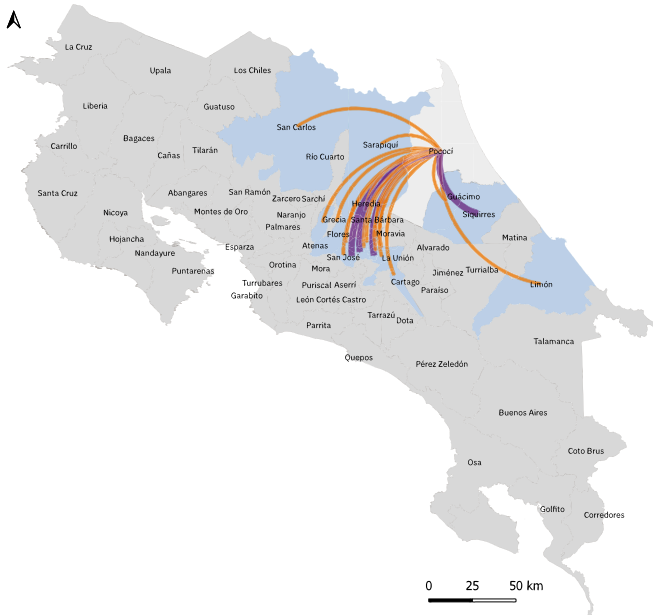 La Cruz
Upala
Los Chiles
Liberia
Guatuso
San Carlos
Carrillo
Bagaces
Cañas
Tilarán
Río Cuarto
Sarapiquí
Pococí
Santa Cruz
Abangares
San Ramón
Zarcero
Sarchí
Heredia
Guácimo
Nicoya
Montes de Oro
Naranjo
Grecia
Santa Bárbara
Siquirres
Palmares
Flores
Moravia
Hojancha
Esparza
Atenas
Alvarado
Matina
Nandayure
San José
La Unión
Puntarenas
Orotina
Mora
Jiménez
Turrialba
Turrubares
Puriscal
Aserrí
Cartago
Paraíso
Limón
Garabito
León Cortés Castro
Parrita
Tarrazú
Dota
Talamanca
Quepos
Pérez Zeledón
Buenos Aires
Osa
Coto Brus
Golfito
Corredores
0 25 50 km